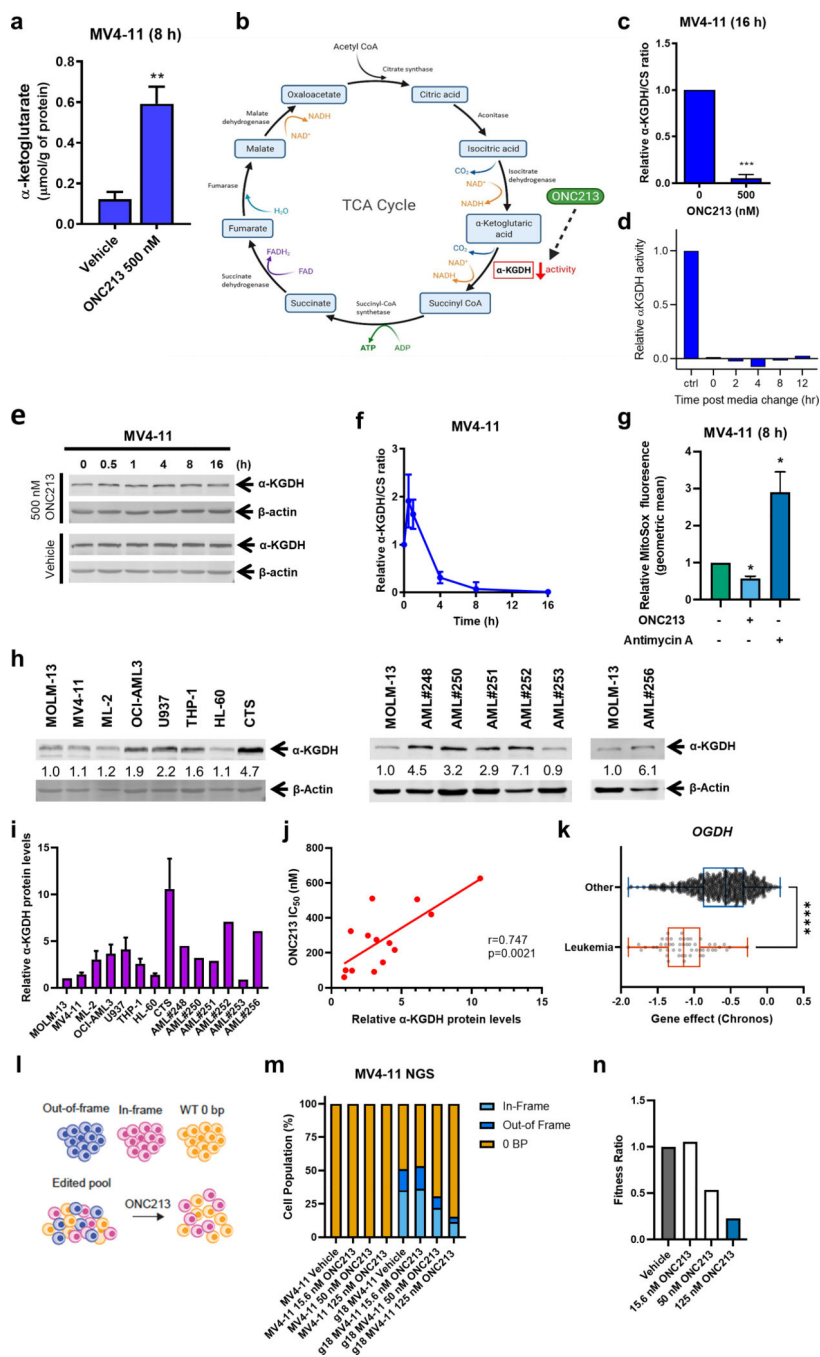 a
MV4-11 (8 h)
α-ketoglutarate
(μmol/g of protein)
0.8
0.6
0.4
0.2
0.0
**
Vehicle
ONC213 500 nM
b
Acetyl CoA
Citrate synthase
Oxaloacetate
Citric acid
Malate
dehydrogenase
NADH
NAD⁺
Aconitase
Malate
Isocitric acid
CO₂
Isocitrate
dehydrogenase
NAD⁺
NADH
Fumarase
H₂O
TCA Cycle
ONC213
α-Ketoglutaric
acid
Fumarate
FADH₂
FAD
CO₂
NAD⁺
NADH
α-KGDH
activity
Succinate
dehydrogenase
Succinate
Succinyl-CoA
synthetase
Succinyl CoA
ATP
ADP
c
MV4-11 (16 h)
Relative α-KGDH/CS ratio
1.5
1.0
0.5
0.0
***
0
500
ONC213 (nM)
d
Relative αKGDH activity
1.0
0.5
0.0
ctrl 0 2 4 8 12
Time post media change (hr)
e
MV4-11
0 0.5 1 4 8 16 (h)
500 nM
ONC213
α-KGDH
β-actin
Vehicle
α-KGDH
β-actin
f
MV4-11
Relative α-KGDH/CS ratio
3
2
1
0
0 4 8 12 16
Time (h)
g
MV4-11 (8 h)
Relative MitoSox fluoresence
(geometric mean)
4
3
2
1
0
*
*
ONC213 - + -
Antimycin A - - +
h
MOLM-13
MV4-11
ML-2
OCI-AML3
U937
THP-1
HL-60
CTS
α-KGDH
1.0 1.1 1.2 1.9 2.2 1.6 1.1 4.7
β-Actin
MOLM-13
AML#248
AML#250
AML#251
AML#252
AML#253
1.0 4.5 3.2 2.9 7.1 0.9
MOLM-13
AML#256
α-KGDH
1.0 6.1
β-Actin
i
Relative α-KGDH protein levels
15
10
5
0
MOLM-13
MV4-11
ML-2
OCI-AML3
U937
THP-1
HL-60
CTS
AML#248
AML#250
AML#251
AML#252
AML#253
AML#256
j
ONC213 IC₅₀ (nM)
800
600
400
200
0
r=0.747
p=0.0021
0 5 10 15
Relative α-KGDH protein levels
k
OGDH
Other
Leukemia
****
-2.0 -1.5 -1.0 -0.5 0.0 0.5
Gene effect (Chronos)
l
Out-of-frame
In-frame
WT 0 bp
Edited pool
ONC213
m
MV4-11 NGS
Cell Population (%)
100
75
50
25
0
In-Frame
Out-of Frame
0 BP
MV4-11 Vehicle
MV4-11 15.6 nM ONC213
MV4-11 50 nM ONC213
MV4-11 125 nM ONC213
g18 MV4-11 Vehicle
g18 MV4-11 15.6 nM ONC213
g18 MV4-11 50 nM ONC213
g18 MV4-11 125 nM ONC213
n
Fitness Ratio
1.5
1.0
0.5
0.0
Vehicle
15.6 nM ONC213
50 nM ONC213
125 nM ONC213